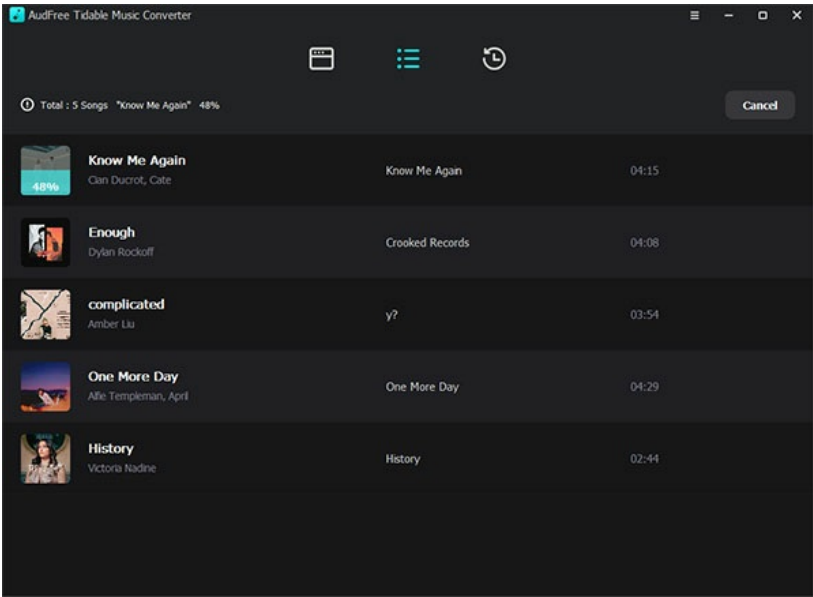 AudFree Tidable Music Converter
Total : 5 Songs "Know Me Again" 48%
Cancel
48%
Know Me Again
Cian Ducrot, Cate
Know Me Again
04:15
Enough
Dylan Rockoff
Crooked Records
04:08
complicated
Amber Liu
y?
03:54
One More Day
Alfie Templeman, April
One More Day
04:29
History
Victoria Nadine
History
02:44